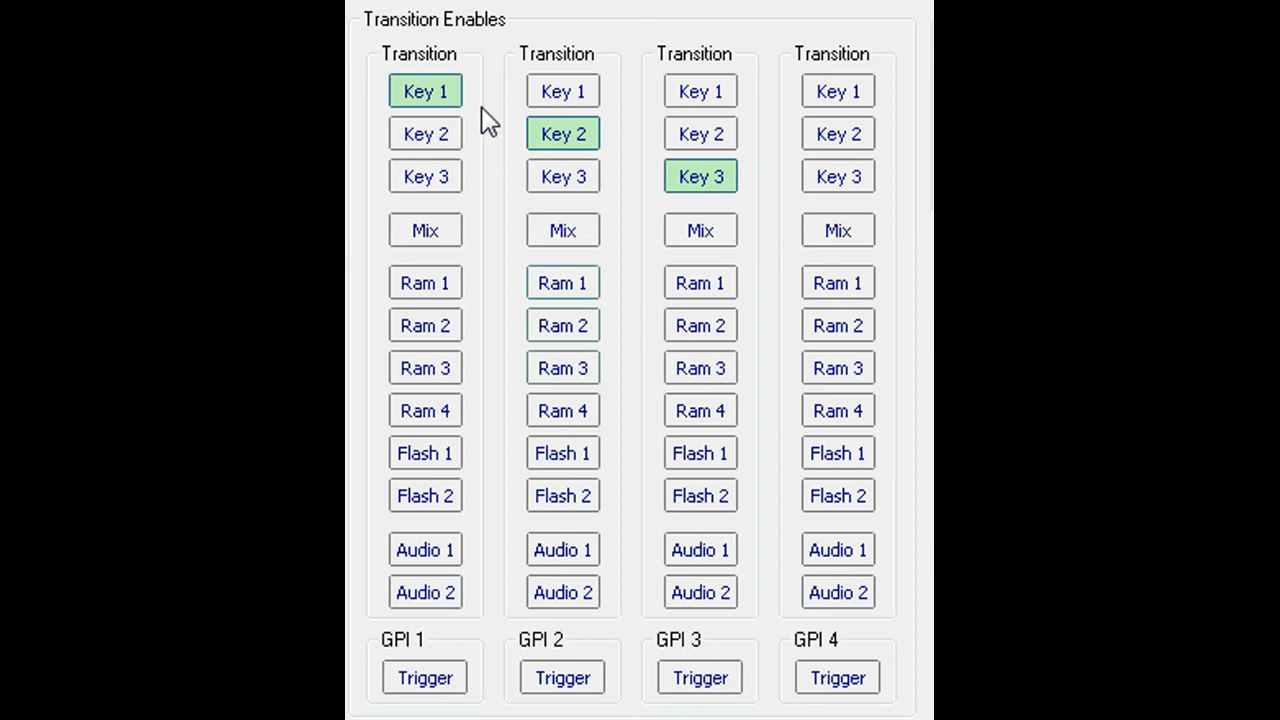 Transition Enables
Transition Transition Transition Transition
Key 1 Key 1 Key 1 Key 1
Key 2 Key 2 Key 2 Key 2
Key 3 Key 3 Key 3 Key 3
Mix Mix Mix Mix
Ram 1 Ram 1 Ram 1 Ram 1
Ram 2 Ram 2 Ram 2 Ram 2
Ram 3 Ram 3 Ram 3 Ram 3
Ram 4 Ram 4 Ram 4 Ram 4
Flash 1 Flash 1 Flash 1 Flash 1
Flash 2 Flash 2 Flash 2 Flash 2
Audio 1 Audio 1 Audio 1 Audio 1
Audio 2 Audio 2 Audio 2 Audio 2
GPI 1 GPI 2 GPI 3 GPI 4
Trigger Trigger Trigger Trigger